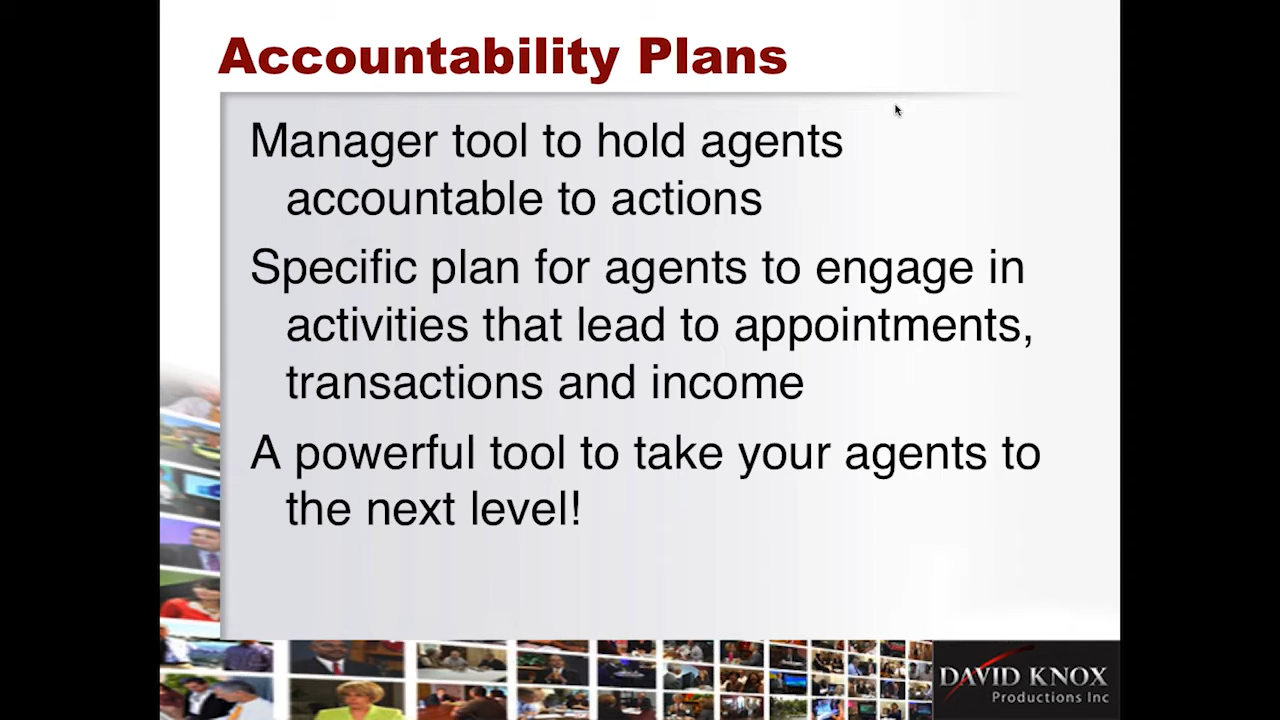 Accountability Plans
Manager tool to hold agents
accountable to actions
Specific plan for agents to engage in
activities that lead to appointments,
transactions and income
A powerful tool to take your agents to
the next level!
DAVID KNOX
Productions Inc